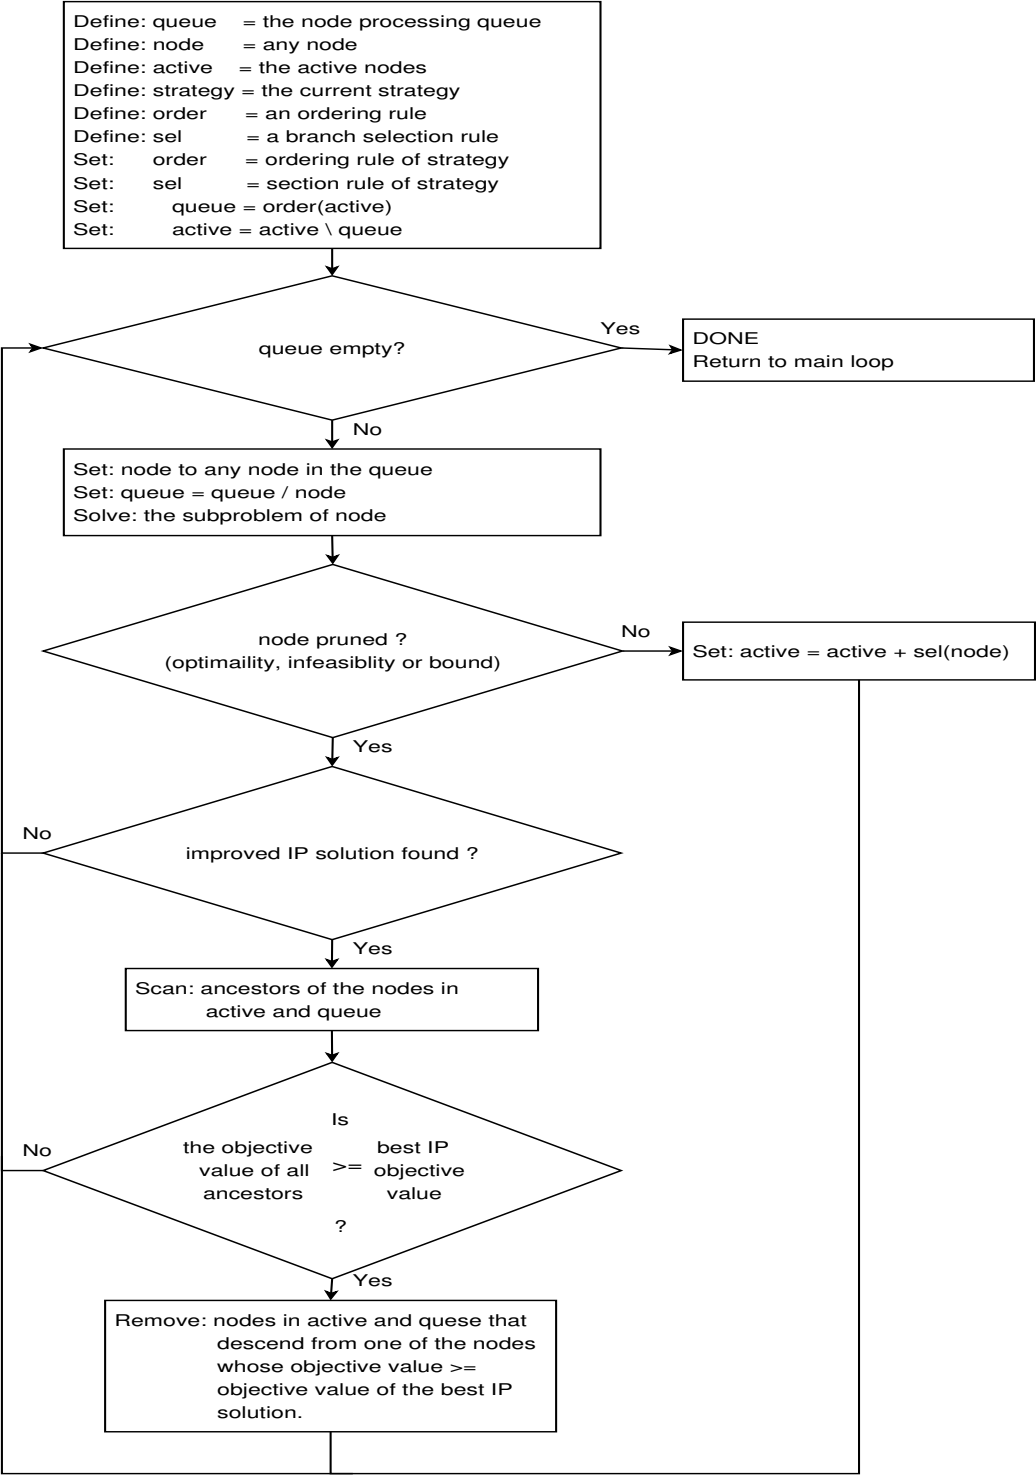 Define: queue = the node processing queue
Define: node = any node
Define: active = the active nodes
Define: strategy = the current strategy
Define: order = an ordering rule
Define: sel = a branch selection rule
Set: order = ordering rule of strategy
Set: sel = section rule of strategy
Set: queue = order(active)
Set: active = active \ queue
queue empty?
Yes
DONE
Return to main loop
No
Set: node to any node in the queue
Set: queue = queue / node
Solve: the subproblem of node
node pruned ?
(optimaility, infeasiblity or bound)
No
Set: active = active + sel(node)
Yes
improved IP solution found ?
No
Yes
Scan: ancestors of the nodes in
active and queue
Is
the objective
value of all
ancestors
>=
best IP
objective
value
?
No
Yes
Remove: nodes in active and quese that
descend from one of the nodes
whose objective value >=
objective value of the best IP
solution.